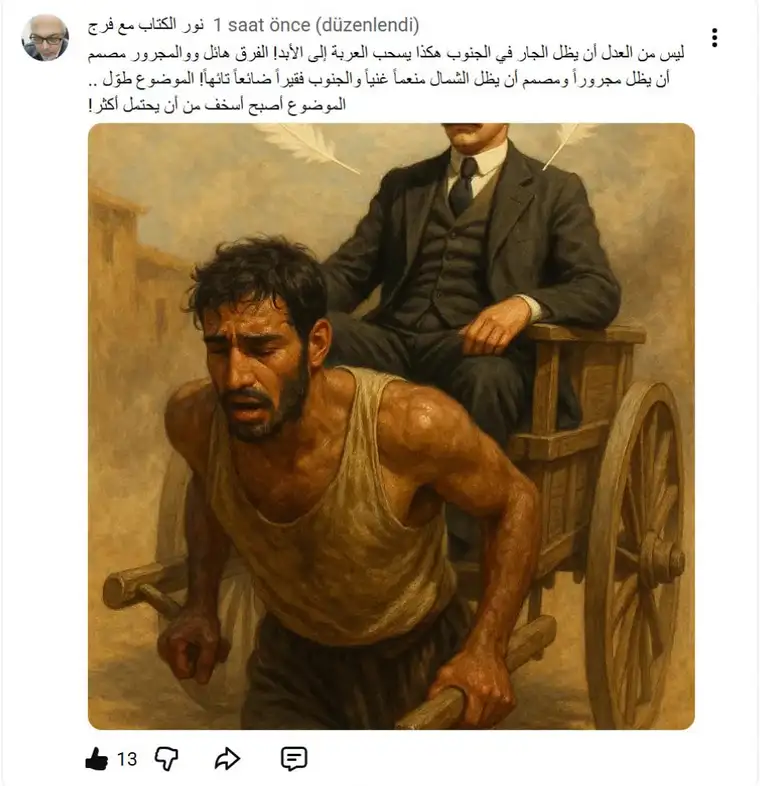 نور الكتاب مع فرج 1 saat önce (düzenlendi)
ليس من العدل أن يظل الجار في الجنوب هكذا يسحب العربة إلى الأبد! الفرق هائل ووالمجرور مصمم
أن يظل مجروراً ومصمم أن يظل الشمال منعماً غنياً والجنوب فقيراً ضائعاً تائهاً! الموضوع طوّل ..
الموضوع أصبح أسخف من أن يحتمل أكثر!
13